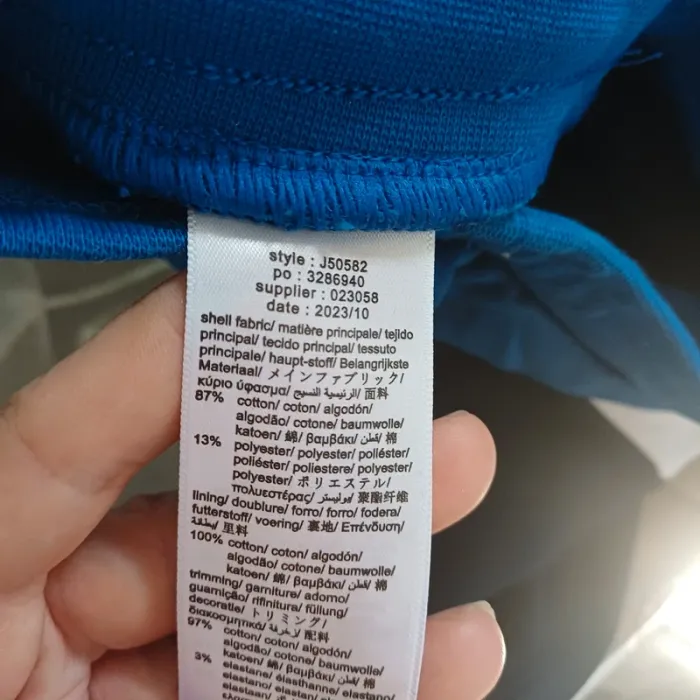 style : J50582
po : 3286940
supplier : 023058
date : 2023/10
shell fabric/ matière principale/ tejido
principal/ tecido principal/ tessuto
principale/ haupt-stoff/ Belangrijkste
Materiaal/ メインファブリック/
κύριο ύφασμα/ الرئيسية النسيج/ 面料
87% cotton/ coton/ algodón/
algodão/ cotone/ baumwolle/
katoen/ 綿/ βαμβάκι/ قطن/ 棉
13% polyester/ polyester/ poliéster/
poliéster/ poliestere/ polyester/
polyester/ ポリエステル/
πολυεστέρας/ بوليستر/ 聚酯纤维
lining/ doublure/ forro/ forro/ fodera/
futterstoff/ voering/ 裏地/ Επένδυση/
بطانة/ 里料
100% cotton/ coton/ algodón/
algodão/ cotone/ baumwolle/
katoen/ 綿/ βαμβάκι/ قطن/ 棉
trimming/ garniture/ adorno/
guarnição/ rifinitura/ füllung/
decoratie/ トリミング/
διακοσμητικά/ زخرفة/ 配料
97% cotton/ coton/ algodón/
algodão/ cotone/ baumwolle/
katoen/ 綿/ βαμβάκι/ قطن/ 棉
3% elastane/ élasthanne/ elastano/
elastano/ elastan/ elastan/